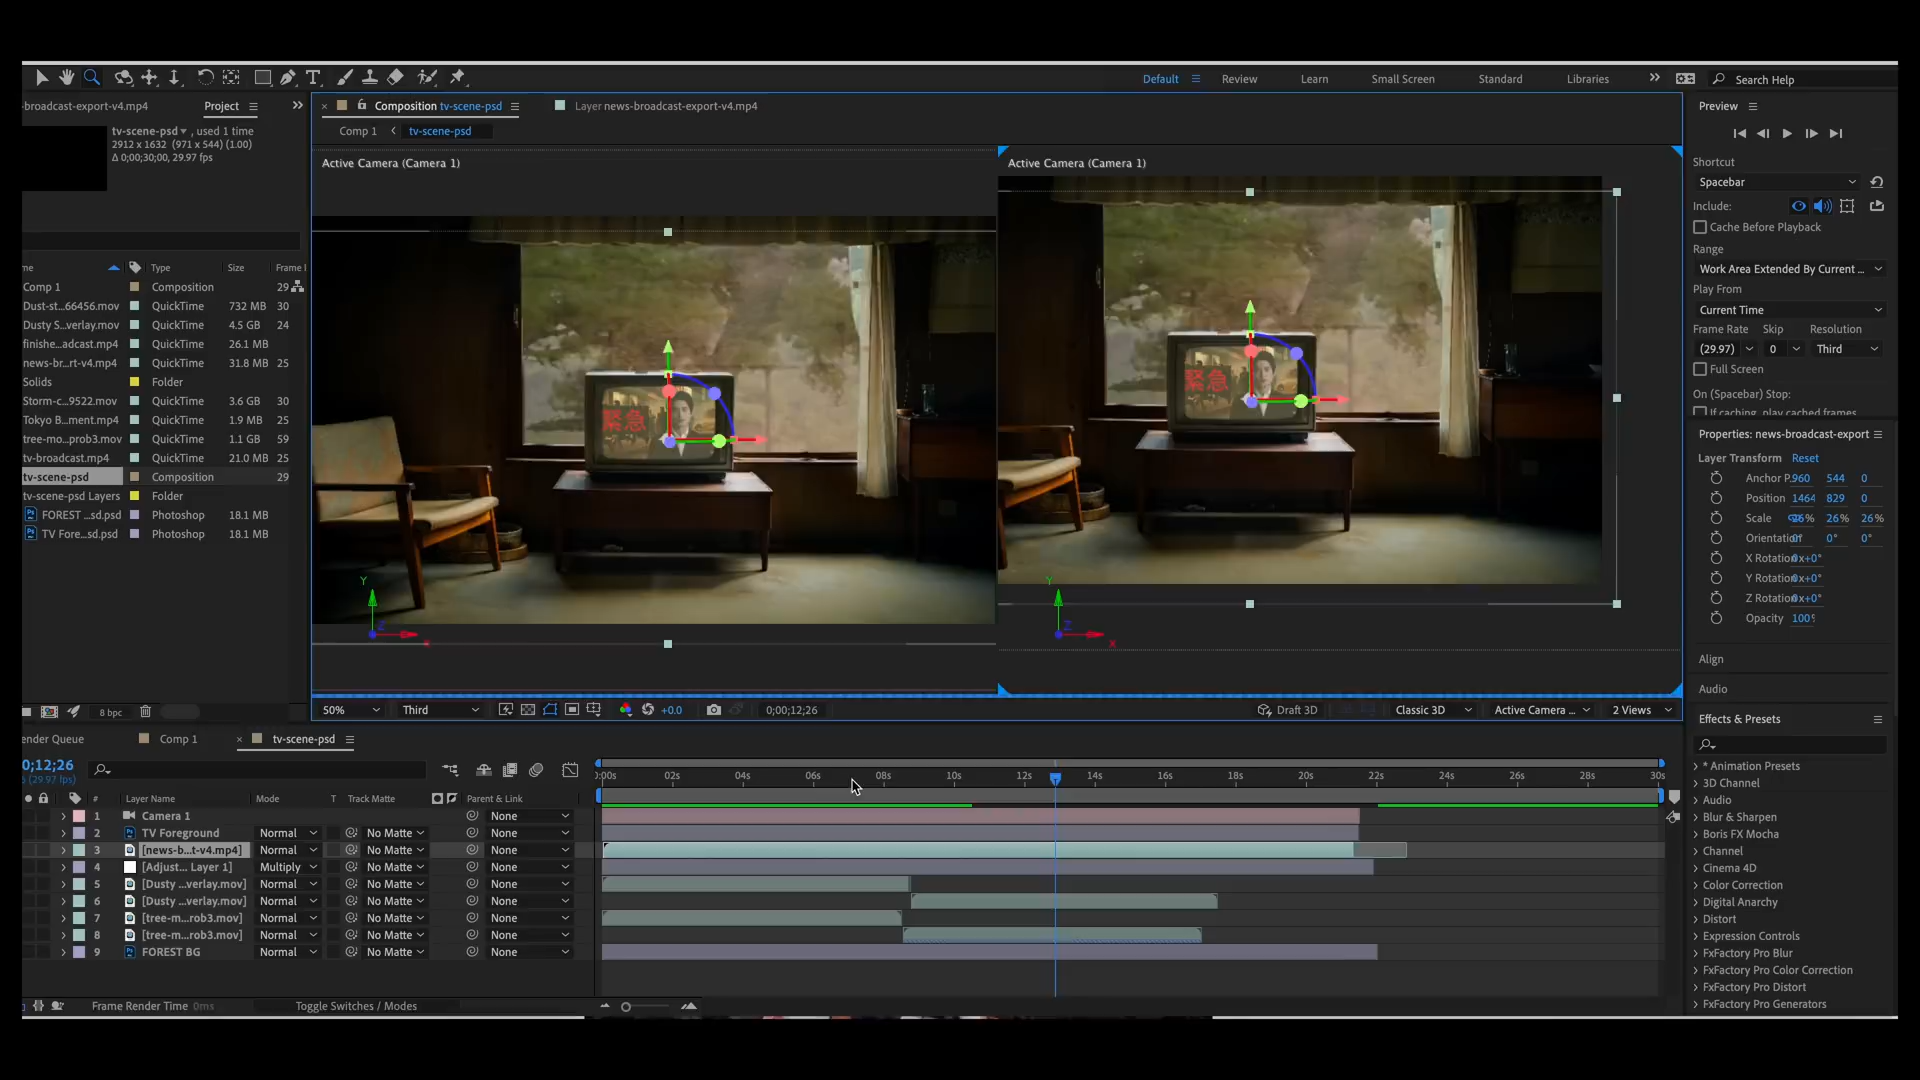 Default
Review
Learn
Small Screen
Standard
Libraries
Search Help
-broadcast-export-v4.mp4
Project
Composition tv-scene-psd
Layer news-broadcast-export-v4.mp4
Preview
tv-scene-psd , used 1 time
2912 x 1632 (971 x 544) (1.00)
Δ 0;00;30;00, 29.97 fps
Comp 1
tv-scene-psd
Active Camera (Camera 1)
Active Camera (Camera 1)
緊急
緊急
Y
Z
X
Y
Z
X
Shortcut
Spacebar
Include:
Cache Before Playback
Range
Work Area Extended By Current ...
Play From
Current Time
Frame Rate Skip Resolution
(29.97) 0 Third
Full Screen
On (Spacebar) Stop:
If caching, play cached frames
me Type Size Frame
Comp 1 Composition 29
Dust-st...66456.mov QuickTime 732 MB 30
Dusty S...verlay.mov QuickTime 4.5 GB 24
finishe...adcast.mp4 QuickTime 26.1 MB
news-br...rt-v4.mp4 QuickTime 31.8 MB 25
Solids Folder
Storm-c...9522.mov QuickTime 3.6 GB 30
Tokyo B...ment.mp4 QuickTime 1.9 MB 25
tree-mo...prob3.mov QuickTime 1.1 GB 59
tv-broadcast.mp4 QuickTime 21.0 MB 25
tv-scene-psd Composition 29
tv-scene-psd Layers Folder
FOREST ...sd.psd Photoshop 18.1 MB
TV Fore...sd.psd Photoshop 18.1 MB
8 bpc
Properties: news-broadcast-export
Layer Transform Reset
Anchor P. 960 544 0
Position 1464 829 0
Scale 26% 26% 26%
Orientation 0° 0° 0°
X Rotation 0x+0°
Y Rotation 0x+0°
Z Rotation 0x+0°
Opacity 100%
Align
Audio
50%
Third
+0.0
0;00;12;26
Draft 3D
Classic 3D
Active Camera ...
2 Views
Effects & Presets
* Animation Presets
3D Channel
Audio
Blur & Sharpen
Boris FX Mocha
Channel
Cinema 4D
Color Correction
Digital Anarchy
Distort
Expression Controls
FxFactory Pro Blur
FxFactory Pro Color Correction
FxFactory Pro Distort
FxFactory Pro Generators
ender Queue
Comp 1
tv-scene-psd
0;12;26
(29.97 fps)
0:00s 02s 04s 06s 08s 10s 12s 14s 16s 18s 20s 22s 24s 26s 28s 30s
# Layer Name Mode T Track Matte Parent & Link
1 Camera 1 None
2 TV Foreground Normal No Matte None
3 [news-b...t-v4.mp4] Normal No Matte None
4 [Adjust... Layer 1] Multiply No Matte None
5 [Dusty ...verlay.mov] Normal No Matte None
6 [Dusty ...verlay.mov] Normal No Matte None
7 [tree-m...rob3.mov] Normal No Matte None
8 [tree-m...rob3.mov] Normal No Matte None
9 FOREST BG Normal No Matte None
Frame Render Time 0ms
Toggle Switches / Modes